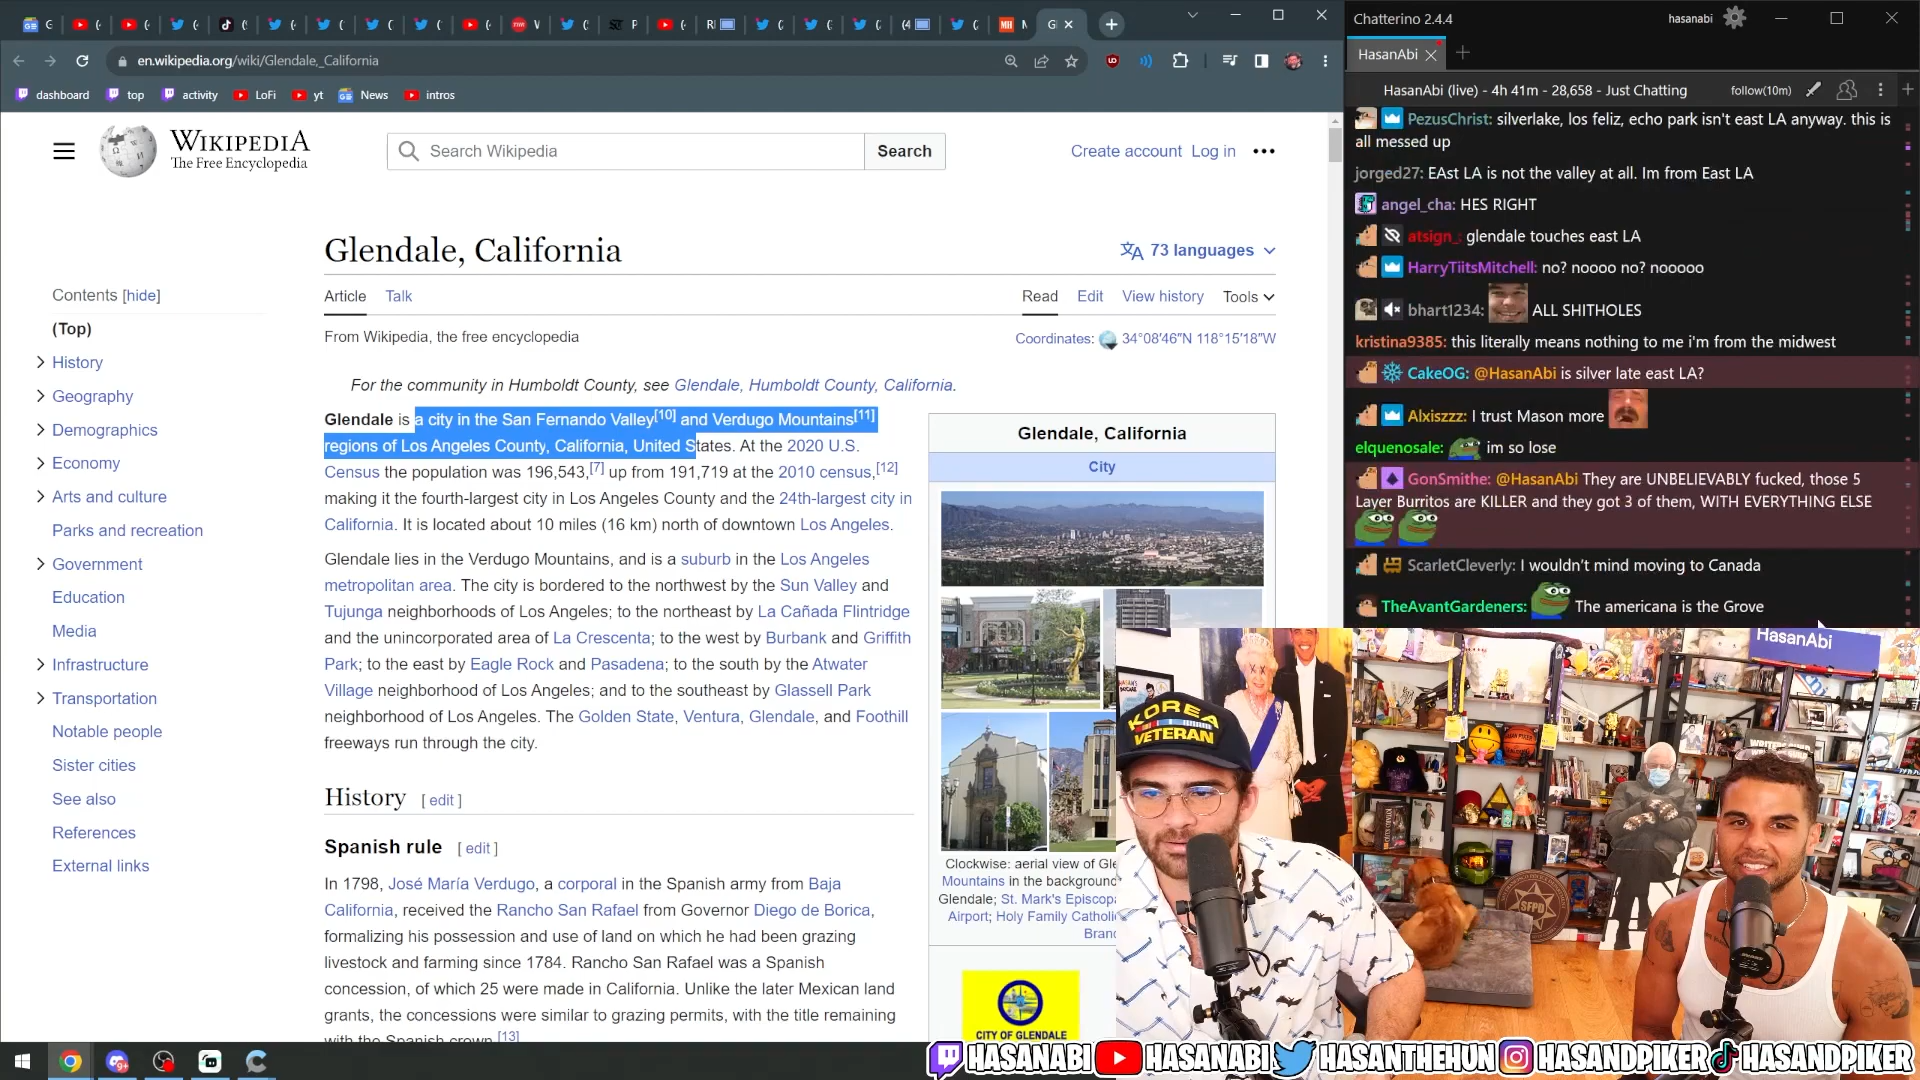 en.wikipedia.org/wiki/Glendale,_California
dashboard
top
activity
LoFi
yt
News
intros
WIKIPEDIA
The Free Encyclopedia
Search Wikipedia
Search
Create account
Log in
Glendale, California
73 languages
Contents [hide]
(Top)
History
Geography
Demographics
Economy
Arts and culture
Parks and recreation
Government
Education
Media
Infrastructure
Transportation
Notable people
Sister cities
See also
References
External links
Article
Talk
Read
Edit
View history
Tools
From Wikipedia, the free encyclopedia
Coordinates: 34°08′46″N 118°15′18″W
For the community in Humboldt County, see Glendale, Humboldt County, California.
Glendale is a city in the San Fernando Valley[10] and Verdugo Mountains[11]
regions of Los Angeles County, California, United States. At the 2020 U.S.
Census the population was 196,543,[7] up from 191,719 at the 2010 census,[12]
making it the fourth-largest city in Los Angeles County and the 24th-largest city in
California. It is located about 10 miles (16 km) north of downtown Los Angeles.
Glendale lies in the Verdugo Mountains, and is a suburb in the Los Angeles
metropolitan area. The city is bordered to the northwest by the Sun Valley and
Tujunga neighborhoods of Los Angeles; to the northeast by La Cañada Flintridge
and the unincorporated area of La Crescenta; to the west by Burbank and Griffith
Park; to the east by Eagle Rock and Pasadena; to the south by the Atwater
Village neighborhood of Los Angeles; and to the southeast by Glassell Park
neighborhood of Los Angeles. The Golden State, Ventura, Glendale, and Foothill
freeways run through the city.
History [ edit ]
Spanish rule [ edit ]
In 1798, José María Verdugo, a corporal in the Spanish army from Baja
California, received the Rancho San Rafael from Governor Diego de Borica,
formalizing his possession and use of land on which he had been grazing
livestock and farming since 1784. Rancho San Rafael was a Spanish
concession, of which 25 were made in California. Unlike the later Mexican land
grants, the concessions were similar to grazing permits, with the title remaining
with the Spanish crown.[13]
Glendale, California
City
Clockwise: aerial view of Gle
Mountains in the background
Glendale; St. Mark's Episcopa
Airport; Holy Family Catholic
Branc
CITY OF GLENDALE
Chatterino 2.4.4
hasanabi
HasanAbi
HasanAbi (live) - 4h 41m - 28,658 - Just Chatting
follow(10m)
PezusChrist: silverlake, los feliz, echo park isn't east LA anyway. this is
all messed up
jorged27: EAst LA is not the valley at all. Im from East LA
angel_cha: HES RIGHT
atsign_: glendale touches east LA
HarryTiitsMitchell: no? noooo no? nooooo
bhart1234: ALL SHITHOLES
kristina9385: this literally means nothing to me i'm from the midwest
CakeOG: @HasanAbi is silver late east LA?
Alxiszzz: I trust Mason more
elquenosale: im so lose
GonSmithe: @HasanAbi They are UNBELIEVABLY fucked, those 5
Layer Burritos are KILLER and they got 3 of them, WITH EVERYTHING ELSE
ScarletCleverly: I wouldn't mind moving to Canada
TheAvantGardeners: The americana is the Grove
HasanAbi
KOREA
VETERAN
SFPD
HASANABI
HASANABI
HASANTHEHUN
HASANDPIKER
HASANDPIKER